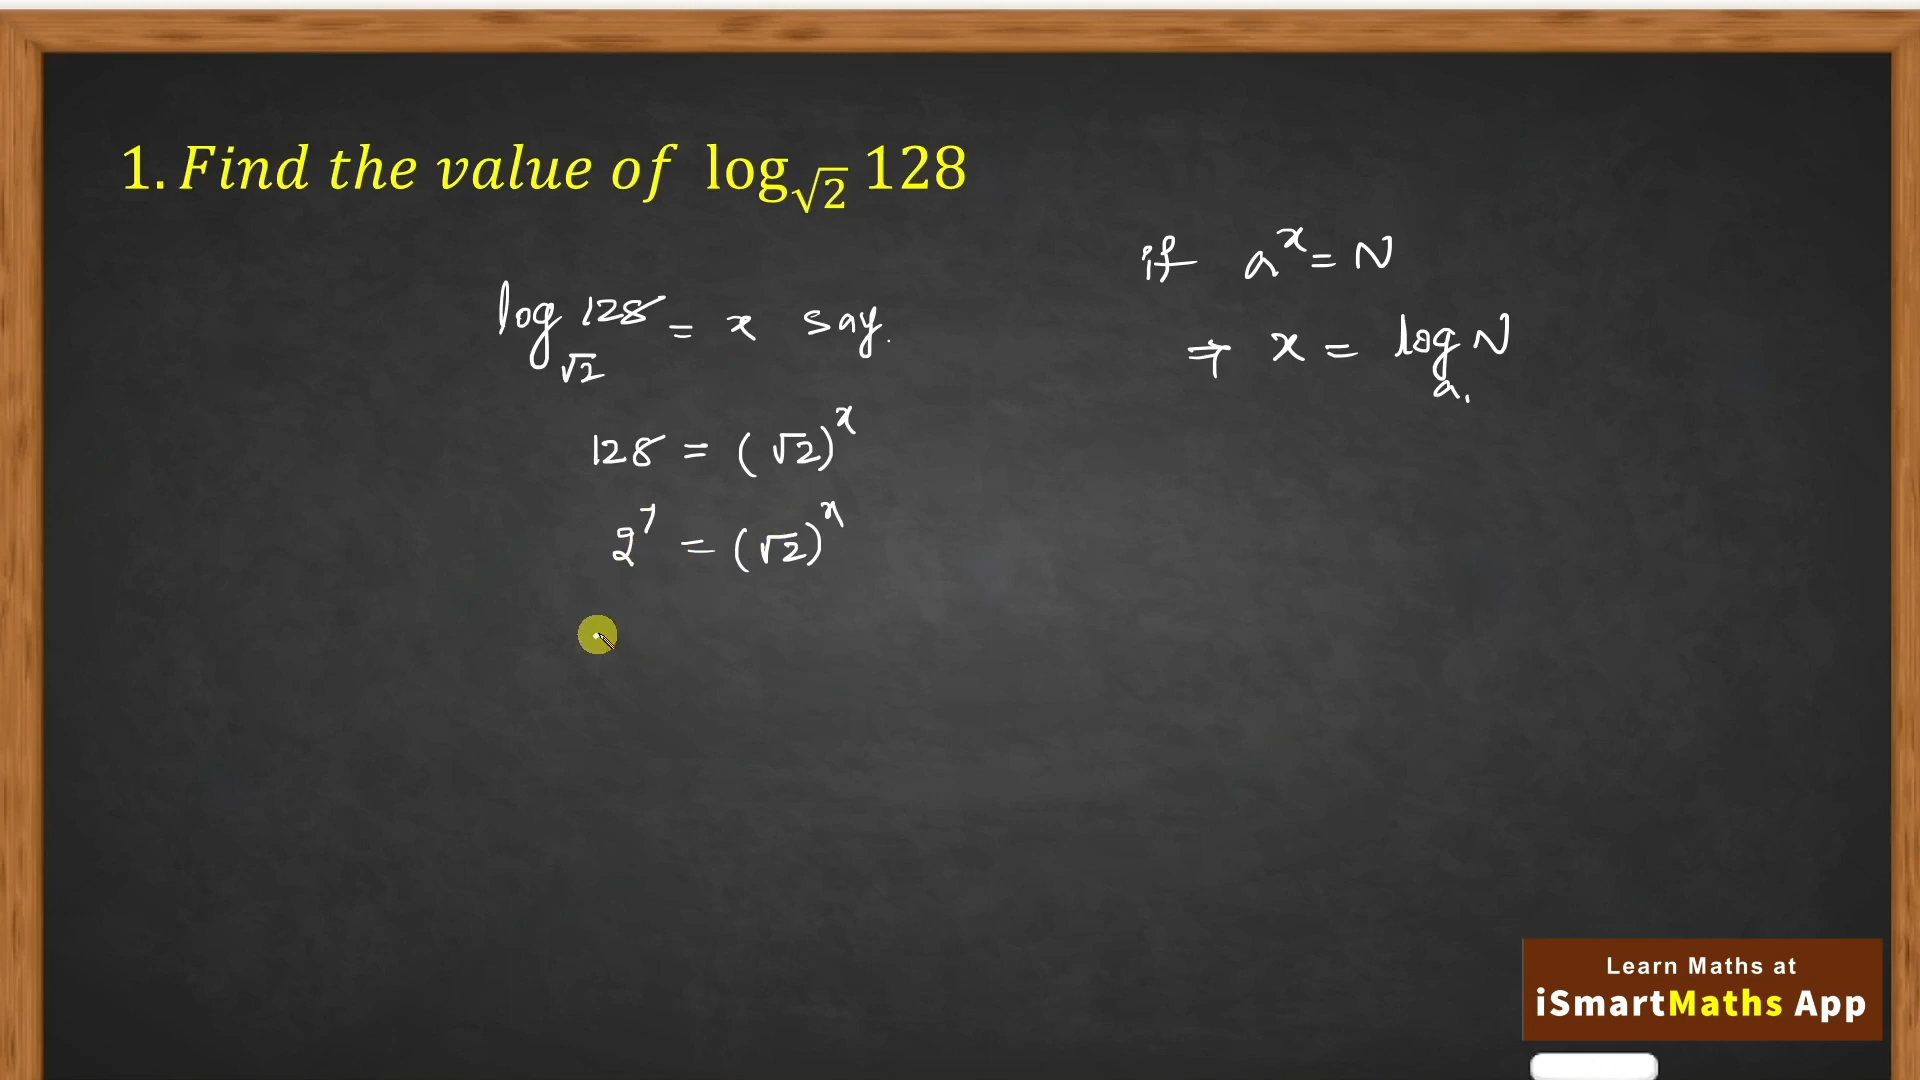 1. Find the value of log√2 128
log√2 128 = x say.
128 = (√2)^x
2^7 = (√2)^x
if a^x = N
⇒ x = log_a N.
Learn Maths at
iSmartMaths App